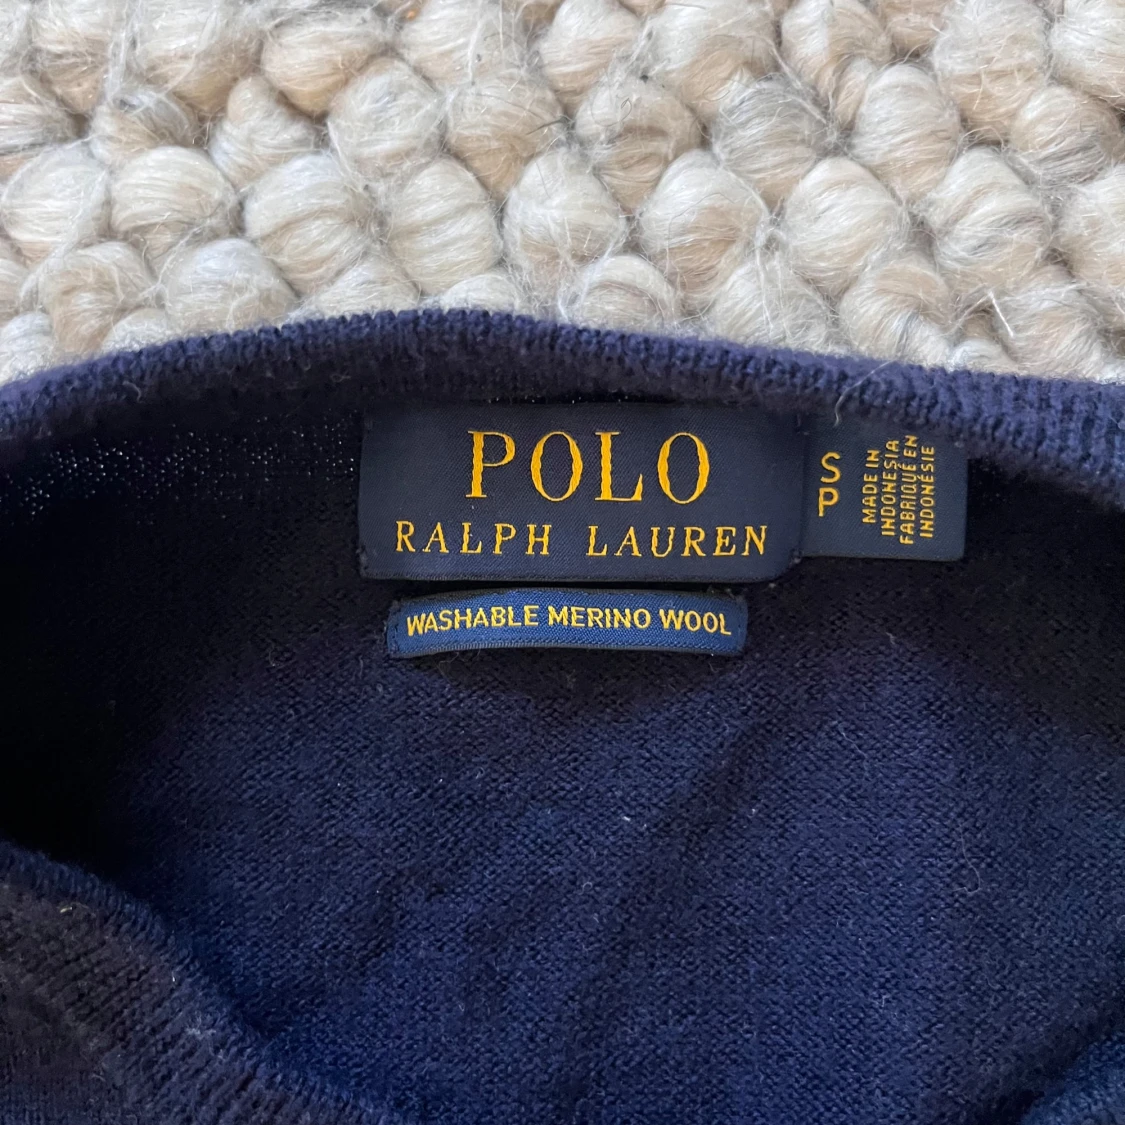 POLO
RALPH LAUREN
WASHABLE MERINO WOOL
S
P
MADE IN
INDONESIA
FABRIQUÉ EN
INDONÉSIE